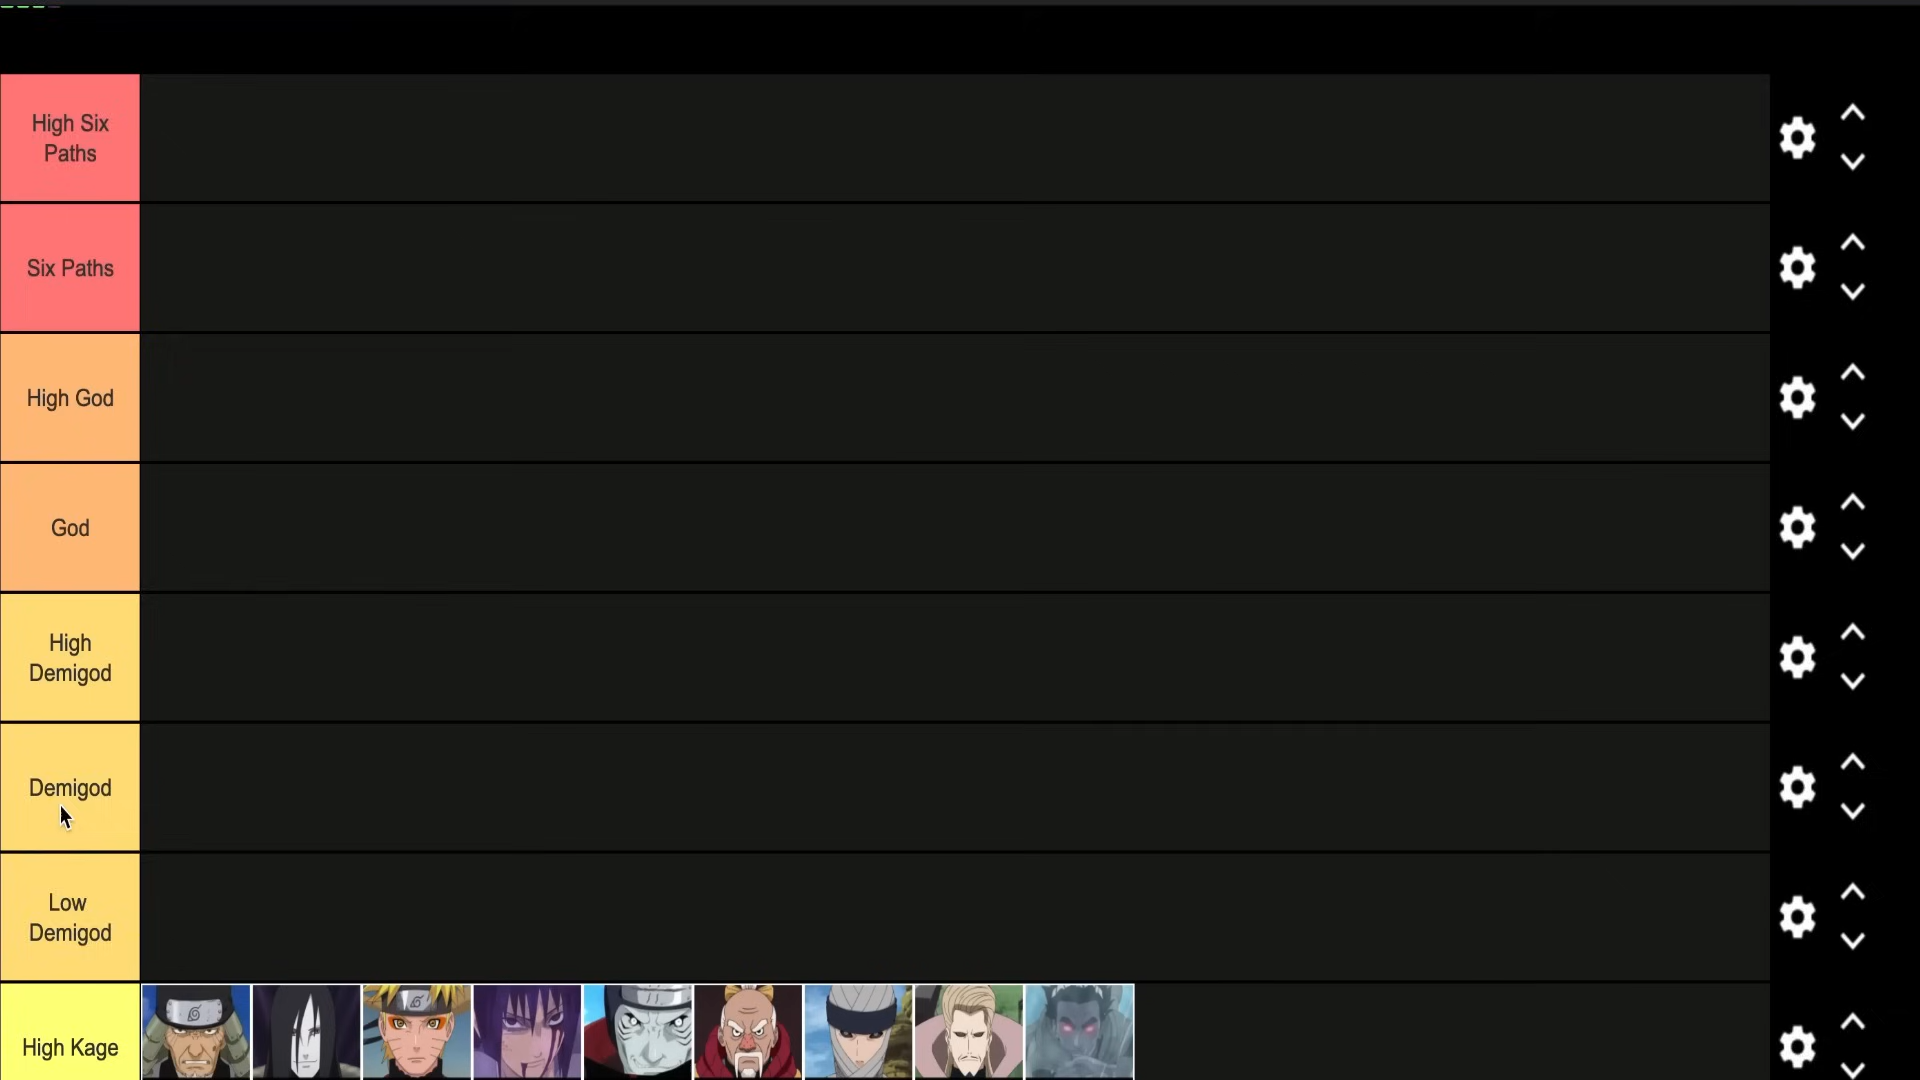 High Six
Paths
Six Paths
High God
God
High
Demigod
Demigod
Low
Demigod
High Kage